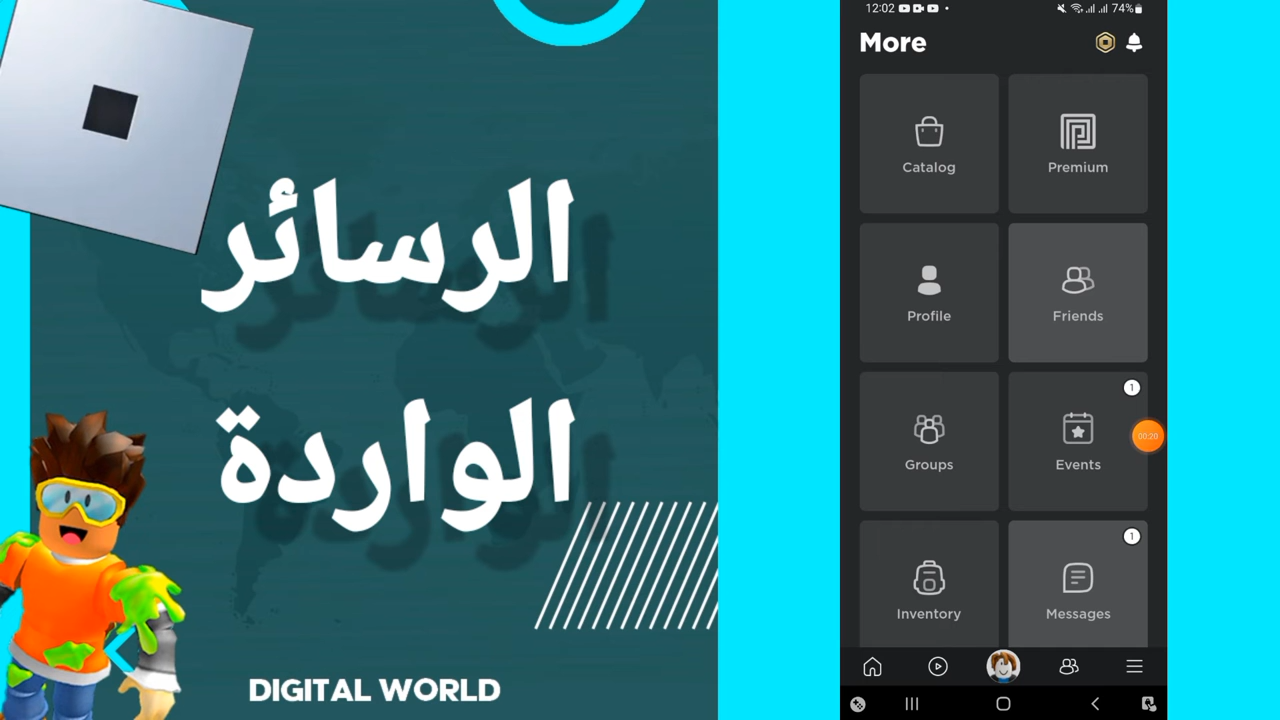 الرسائر
الواردة
DIGITAL WORLD
12:02
74%
More
Catalog
Premium
Profile
Friends
1
Groups
Events
00:20
1
Inventory
Messages